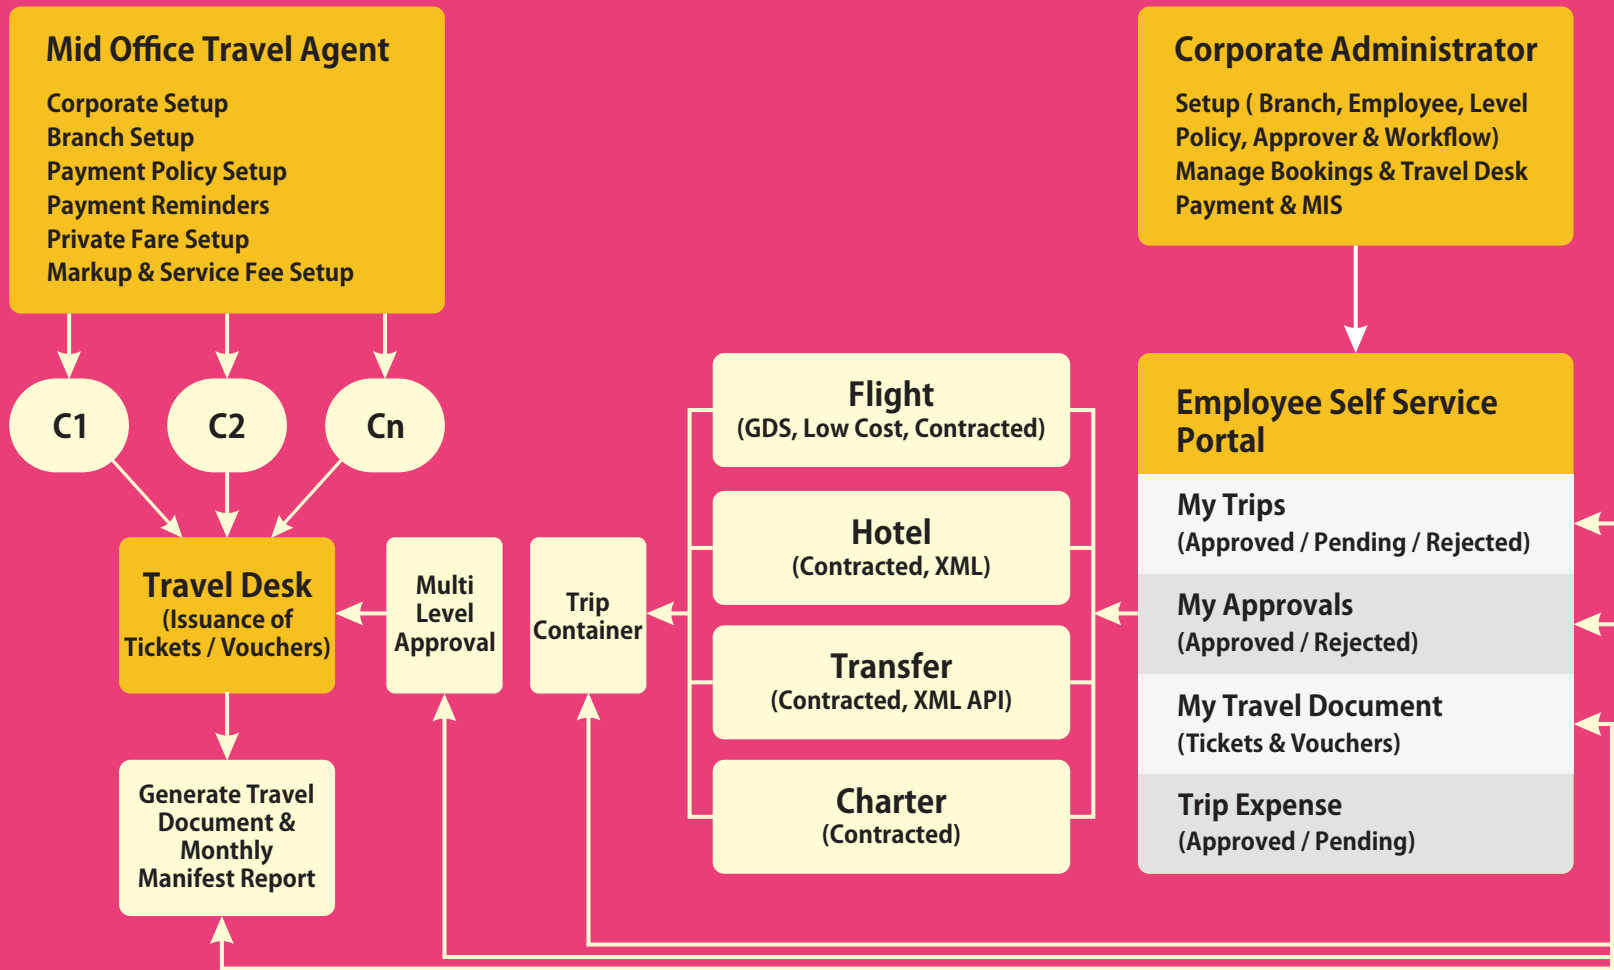 Mid Office Travel Agent
Corporate Setup
Branch Setup
Payment Policy Setup
Payment Reminders
Private Fare Setup
Markup & Service Fee Setup
Corporate Administrator
Setup ( Branch, Employee, Level
Policy, Approver & Workflow)
Manage Bookings & Travel Desk
Payment & MIS
C1
C2
Cn
Travel Desk
(Issuance of
Tickets / Vouchers)
Multi
Level
Approval
Trip
Container
Generate Travel
Document &
Monthly
Manifest Report
Flight
(GDS, Low Cost, Contracted)
Hotel
(Contracted, XML)
Transfer
(Contracted, XML API)
Charter
(Contracted)
Employee Self Service
Portal
My Trips
(Approved / Pending / Rejected)
My Approvals
(Approved / Rejected)
My Travel Document
(Tickets & Vouchers)
Trip Expense
(Approved / Pending)